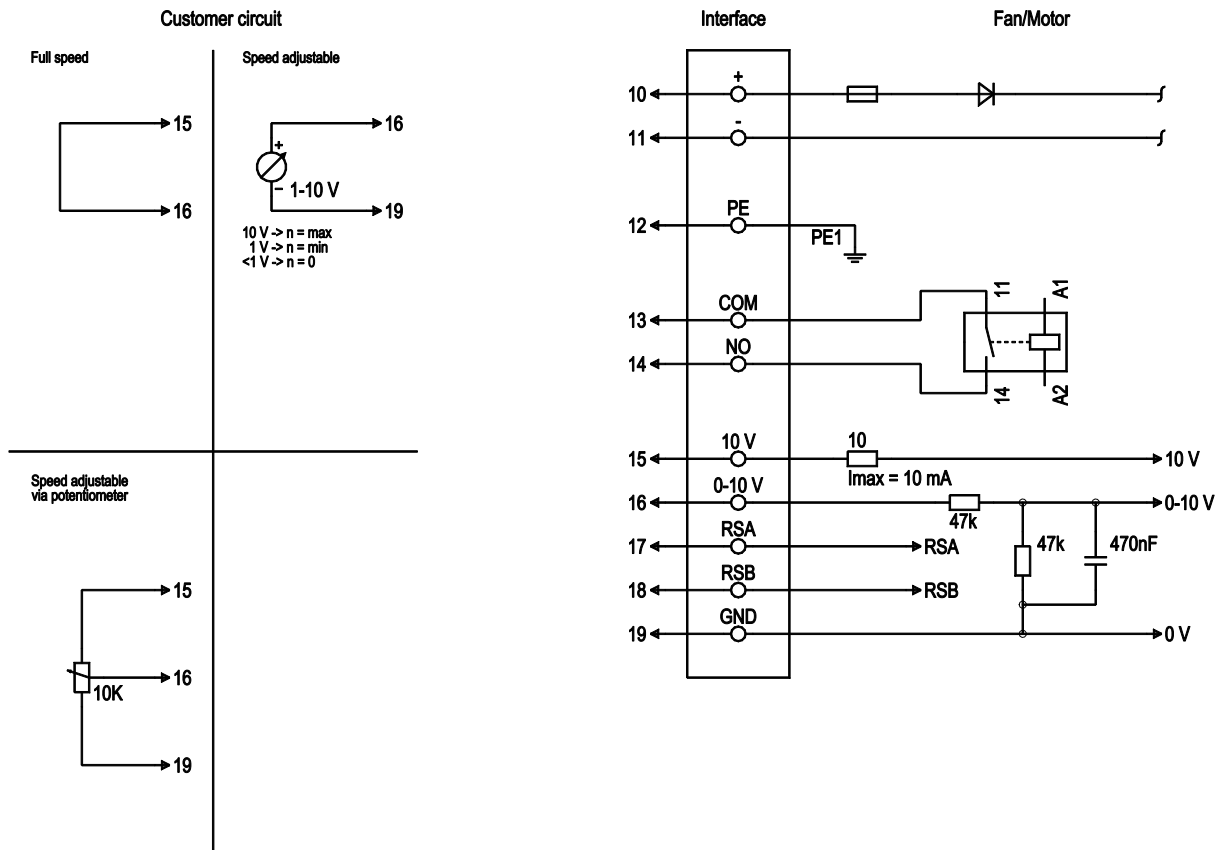 Customer circuit
Full speed
15
16
Speed adjustable
16
+
- 1-10 V
19
10 V -> n = max
1 V -> n = min
<1 V -> n = 0
Speed adjustable
via potentiometer
15
16
10K
19
Interface
Fan/Motor
+
10
-
11
PE
12
PE1
COM
13
NO
14
11
A1
14
A2
10 V
15
10
Imax = 10 mA
10 V
0-10 V
16
47k
0-10 V
RSA
17
RSA
47k
470nF
RSB
18
RSB
GND
19
0 V